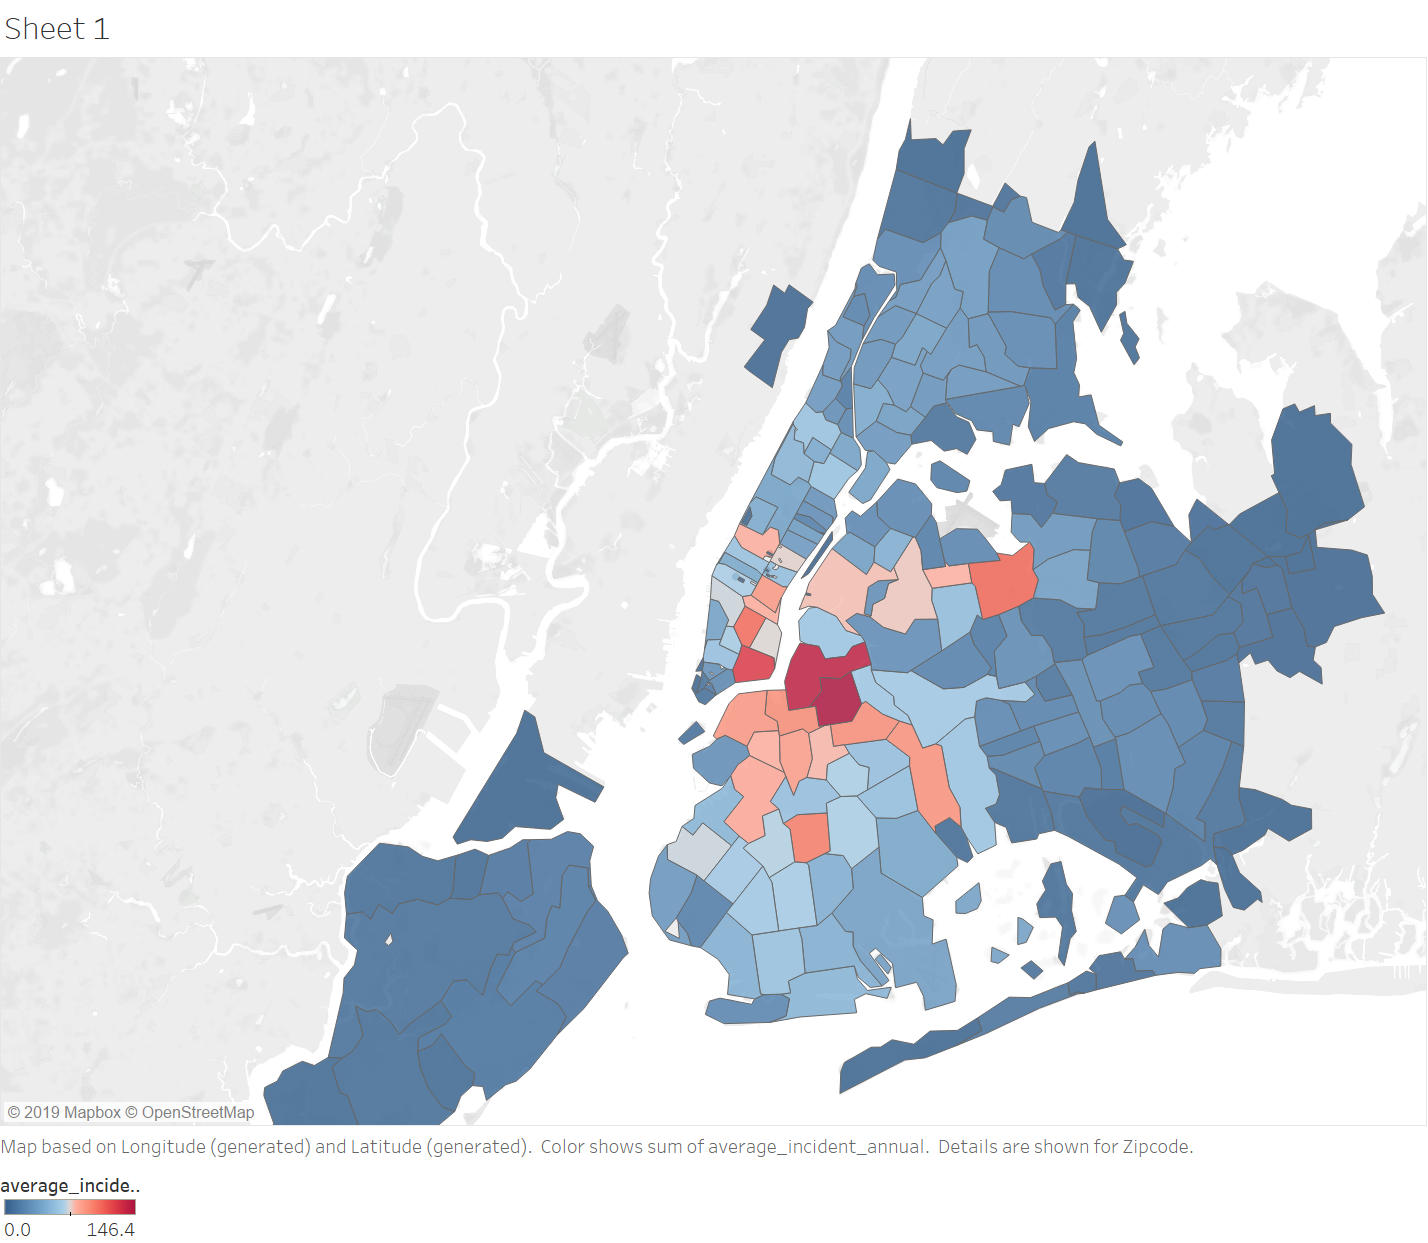 Sheet 1
© 2019 Mapbox © OpenStreetMap
Map based on Longitude (generated) and Latitude (generated).  Color shows sum of average_incident_annual.  Details are shown for Zipcode.
average_incide..
0.0 146.4